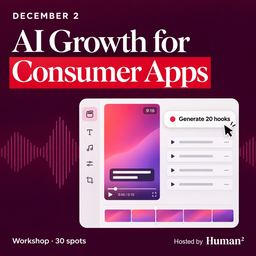 DECEMBER 2
AI Growth for
Consumer Apps
9:16
Generate 20 hooks
Workshop · 30 spots
Hosted by Human²